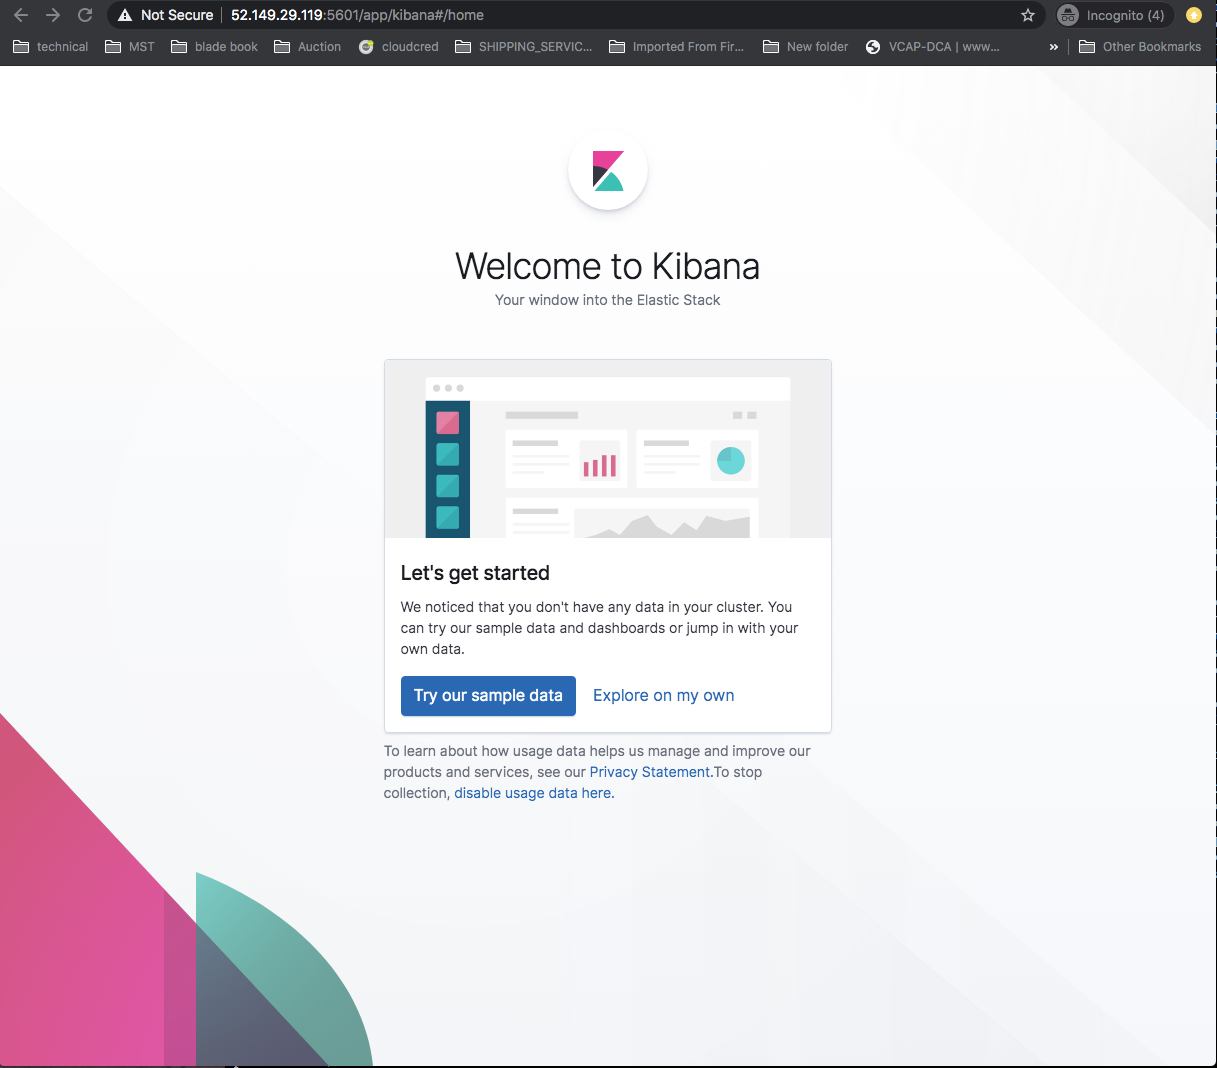 Not Secure 52.149.29.119:5601/app/kibana#/home Incognito (4)
technical MST blade book Auction cloudcred SHIPPING_SERVIC... Imported From Fir... New folder VCAP-DCA | www... » Other Bookmarks
Welcome to Kibana
Your window into the Elastic Stack
Let's get started
We noticed that you don't have any data in your cluster. You
can try our sample data and dashboards or jump in with your
own data.
Try our sample data Explore on my own
To learn about how usage data helps us manage and improve our
products and services, see our Privacy Statement.To stop
collection, disable usage data here.